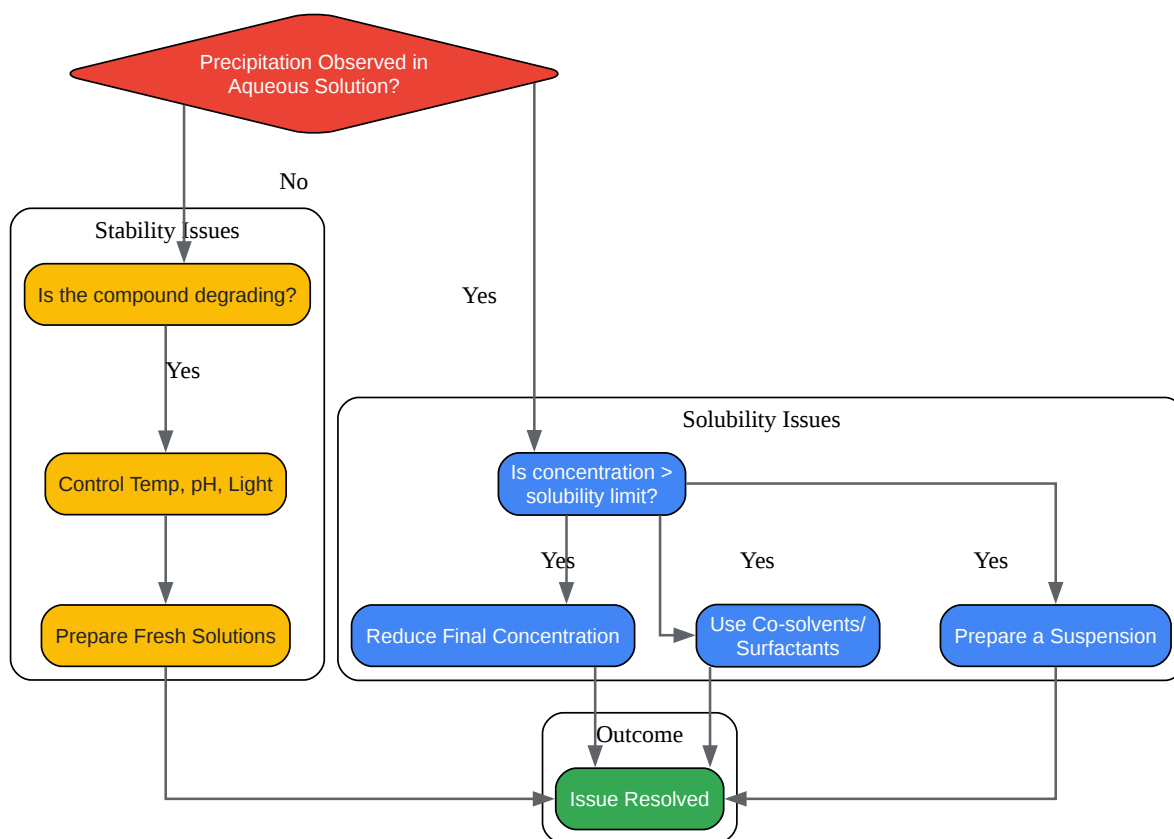 Precipitation Observed in
Aqueous Solution?
No
Stability Issues
Is the compound degrading?
Yes
Yes
Control Temp, pH, Light
Prepare Fresh Solutions
Solubility Issues
Is concentration >
solubility limit?
Yes
Yes
Yes
Reduce Final Concentration
Use Co-solvents/
Surfactants
Prepare a Suspension
Outcome
Issue Resolved